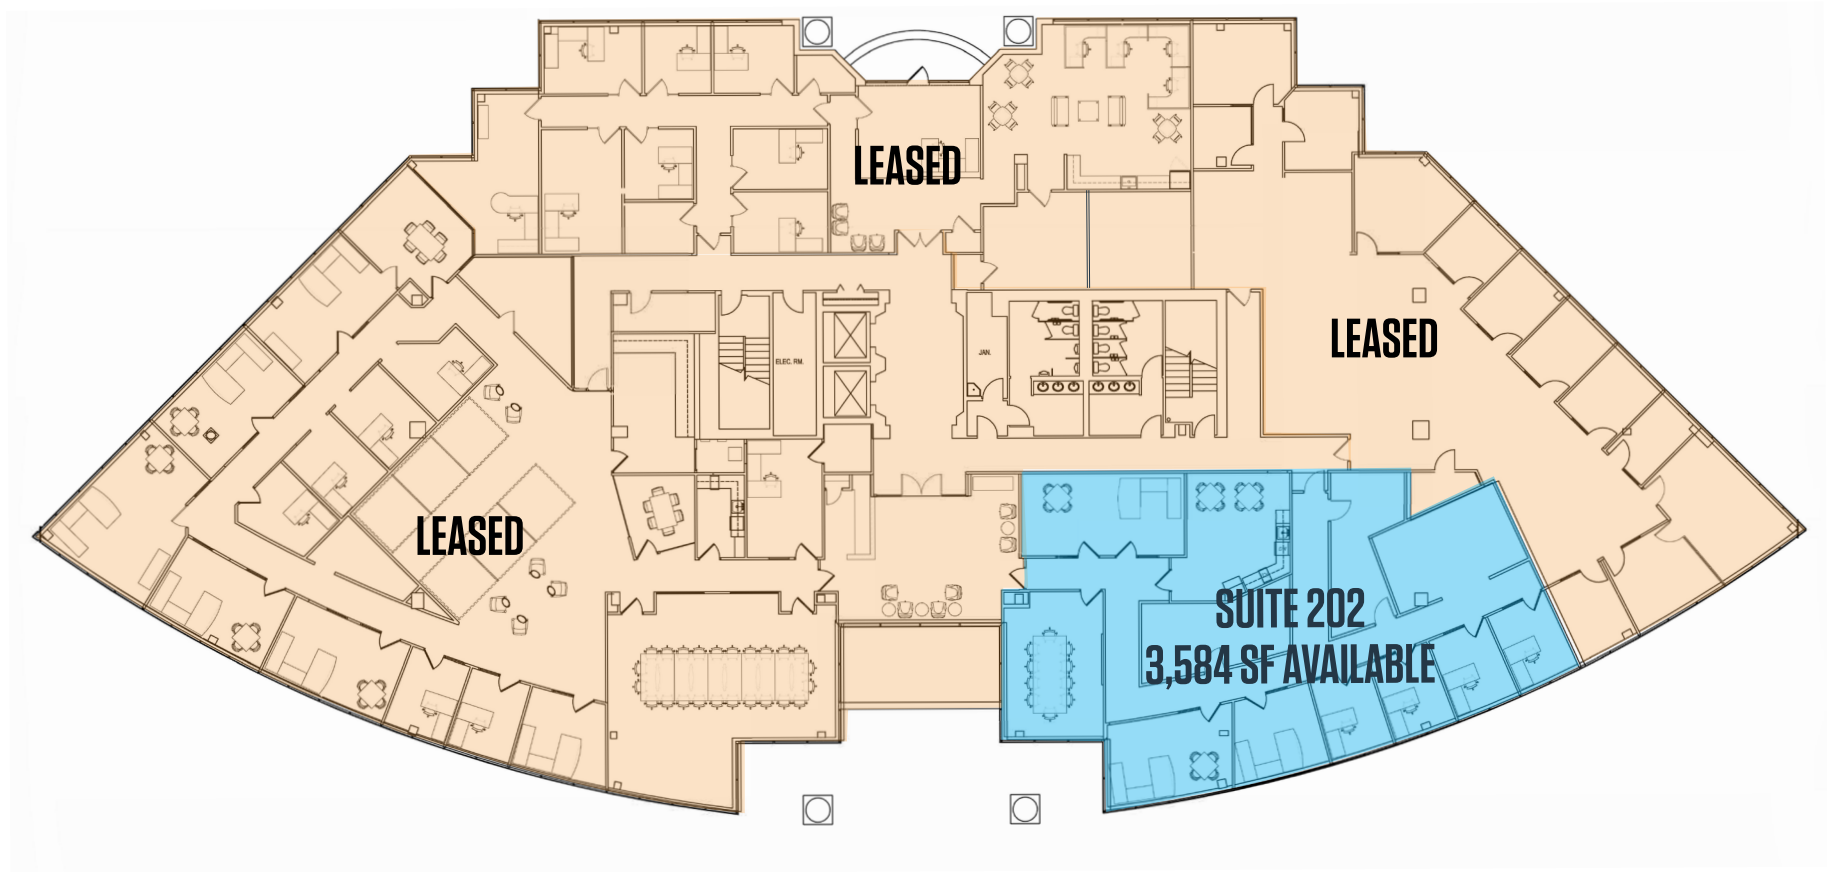 LEASED
LEASED
JAN.
ELEC. RM.
LEASED
SUITE 202
3,584 SF AVAILABLE